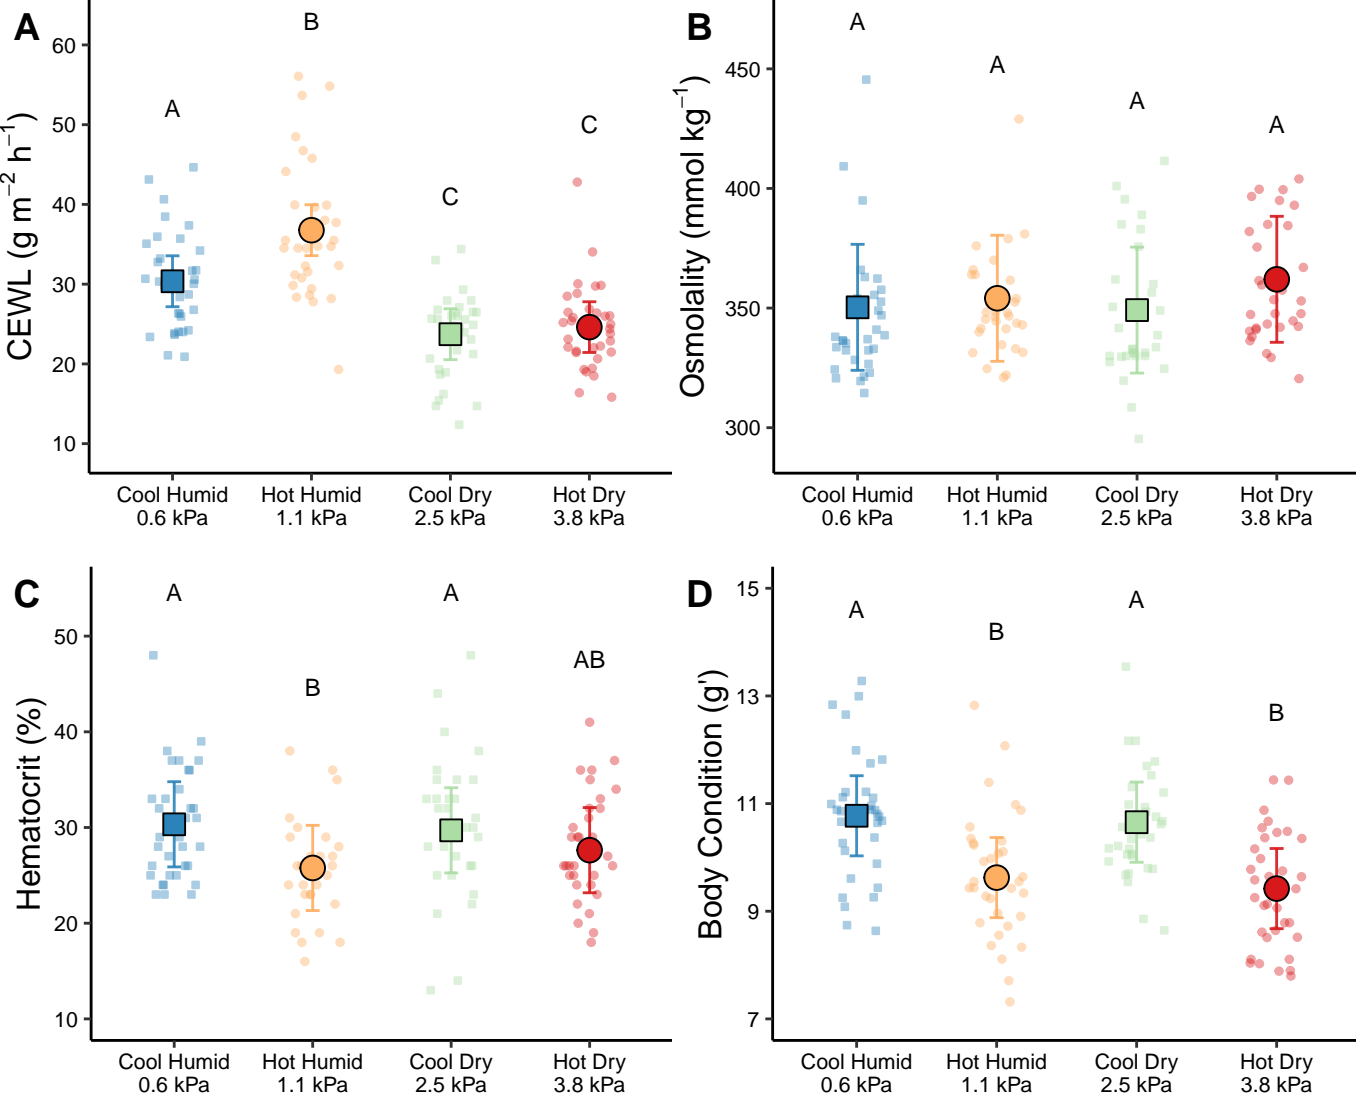 A
B
60
50
40
30
20
10
CEWL (g m⁻² h⁻¹)
A
B
C
C
Cool Humid
0.6 kPa
Hot Humid
1.1 kPa
Cool Dry
2.5 kPa
Hot Dry
3.8 kPa
B
450
400
350
300
Osmolality (mmol kg⁻¹)
A
A
A
A
Cool Humid
0.6 kPa
Hot Humid
1.1 kPa
Cool Dry
2.5 kPa
Hot Dry
3.8 kPa
C
50
40
30
20
10
Hematocrit (%)
A
B
A
AB
Cool Humid
0.6 kPa
Hot Humid
1.1 kPa
Cool Dry
2.5 kPa
Hot Dry
3.8 kPa
D
15
13
11
9
7
Body Condition (g')
A
B
A
B
Cool Humid
0.6 kPa
Hot Humid
1.1 kPa
Cool Dry
2.5 kPa
Hot Dry
3.8 kPa